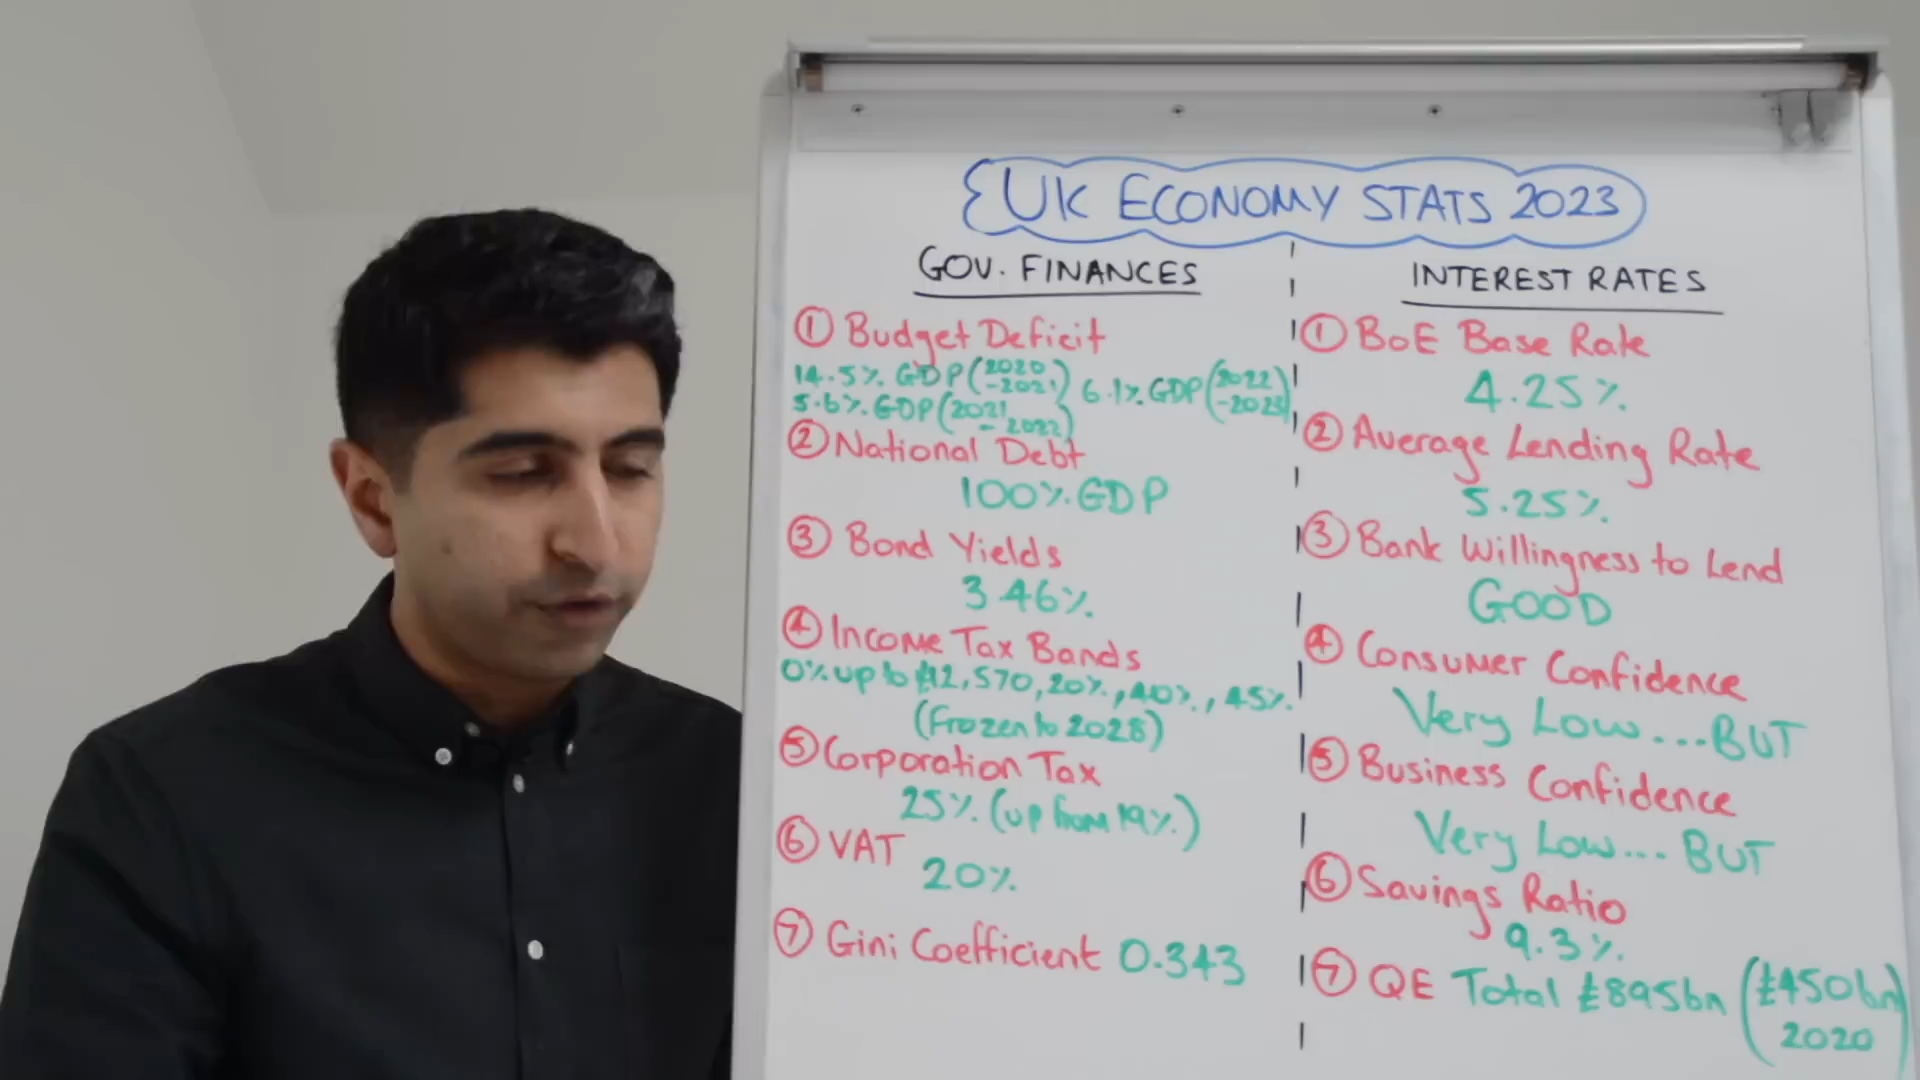 UK ECONOMY STATS 2023
GOV. FINANCES
① Budget Deficit
14.5% GDP (2020 -2021) 6.1% GDP (2022 -2023)
5.6% GDP (2021 - 2022)
② National Debt
100% GDP
③ Bond Yields
3.46%
④ Income Tax Bands
0% up to £12,570, 20%, 40%, 45%
(Frozen to 2028)
⑤ Corporation Tax
25% (up from 19%)
⑥ VAT
20%
⑦ Gini Coefficient 0.343
INTEREST RATES
① BoE Base Rate
4.25%
② Average Lending Rate
5.25%
③ Bank Willingness to Lend
GOOD
④ Consumer Confidence
Very Low...BUT
⑤ Business Confidence
Very Low... BUT
⑥ Savings Ratio
9.3%
⑦ QE Total £895bn (£450bn 2020)